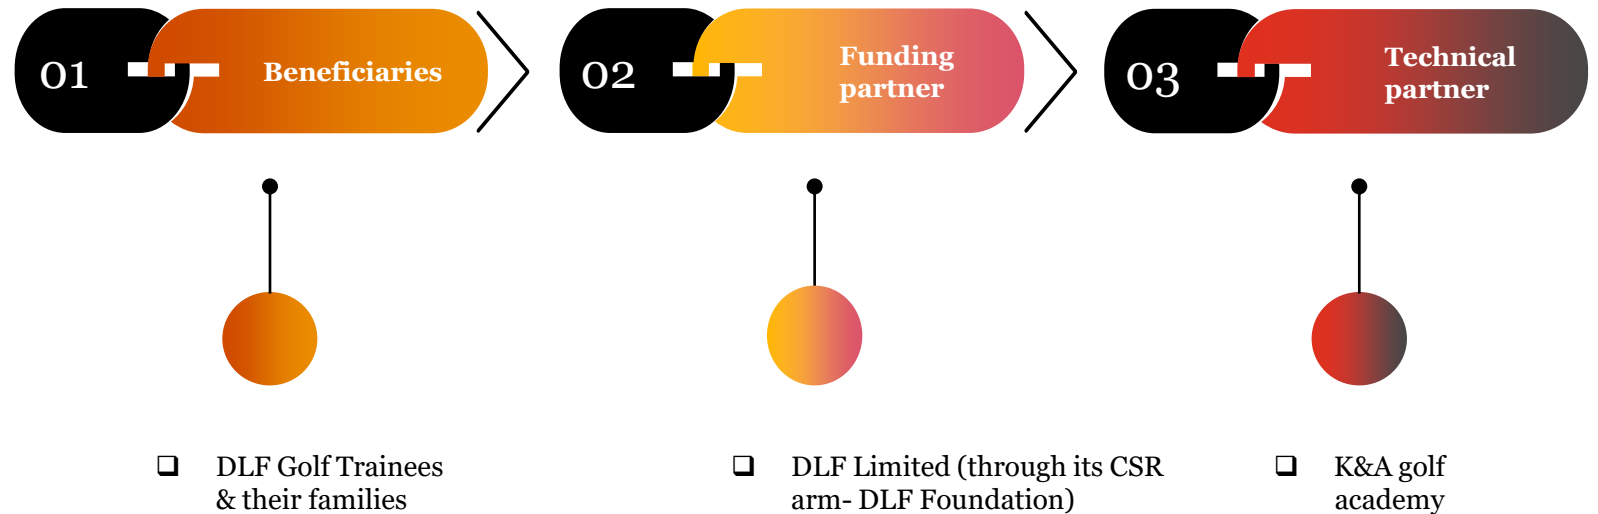 01
Beneficiaries
02
Funding
partner
03
Technical
partner
❑ DLF Golf Trainees
& their families
❑ DLF Limited (through its CSR
arm- DLF Foundation)
❑ K&A golf
academy